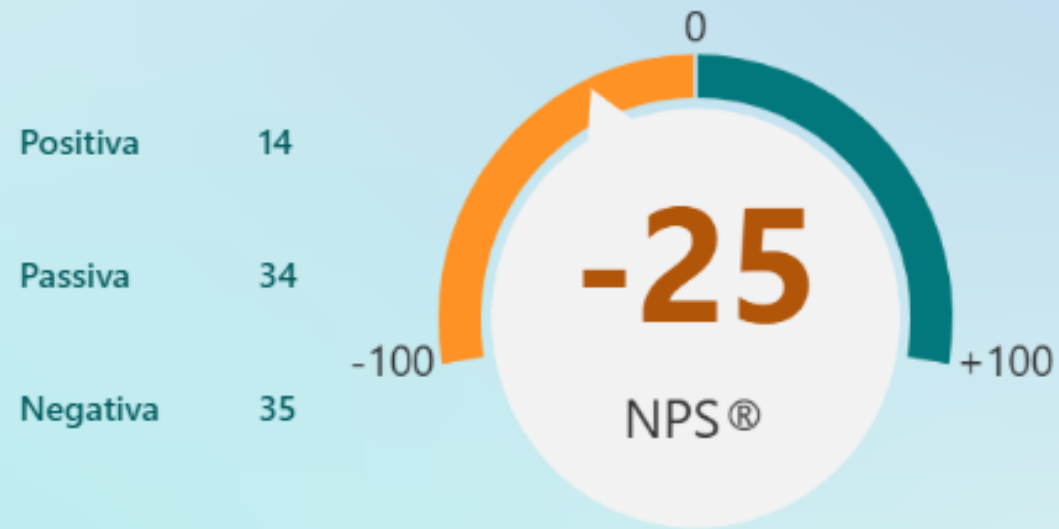 Positiva 14
Passiva 34
Negativa 35
0
-100
+100
-25
NPS®